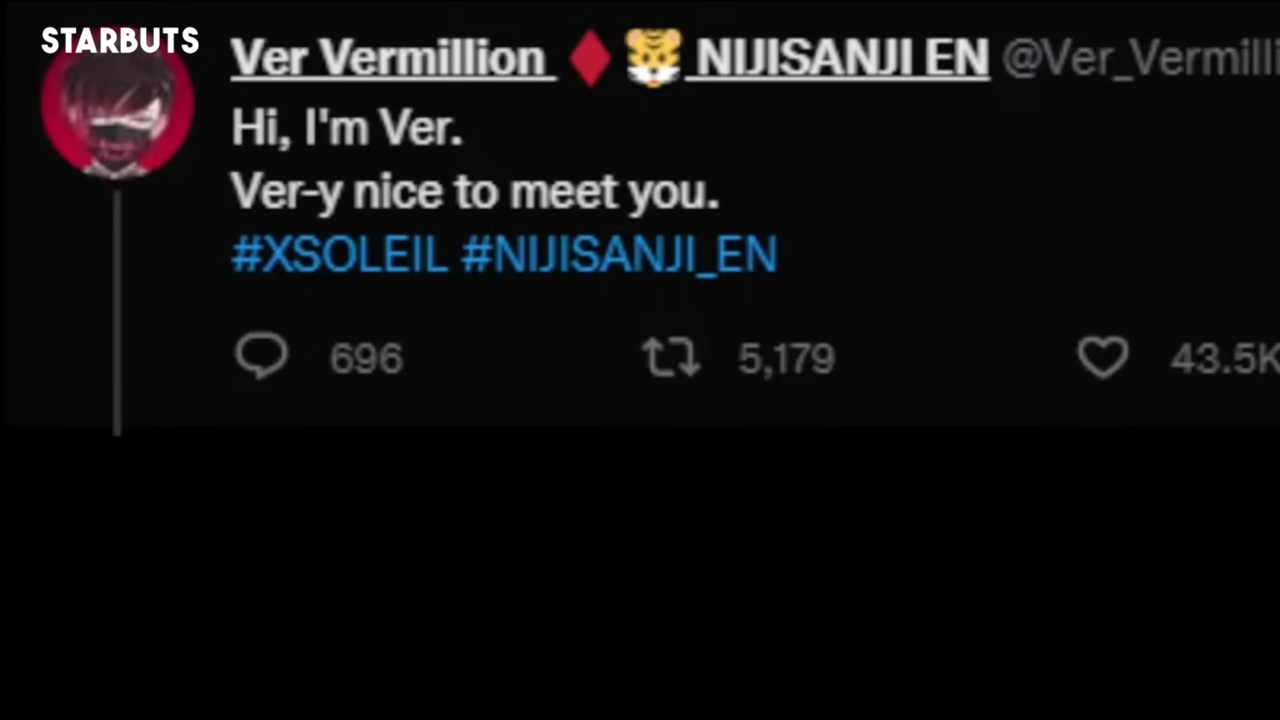 STARBUTS
Ver Vermillion ♦️🐯 NIJISANJI EN @Ver_Vermilli
Hi, I'm Ver.
Ver-y nice to meet you.
#XSOLEIL #NIJISANJI_EN
696 5,179 43.5K